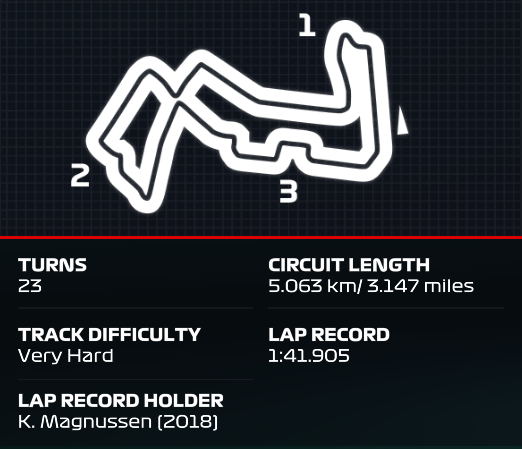 1
2
3
TURNS
23
CIRCUIT LENGTH
5.063 km/ 3.147 miles
TRACK DIFFICULTY
Very Hard
LAP RECORD
1:41.905
LAP RECORD HOLDER
K. Magnussen (2018)